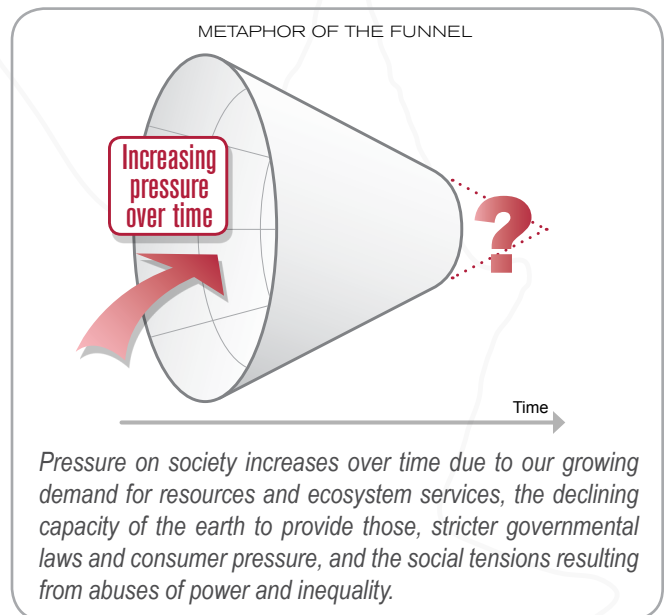 METAPHOR OF THE FUNNEL
Increasing
pressure
over time
?
Time
Pressure on society increases over time due to our growing
demand for resources and ecosystem services, the declining
capacity of the earth to provide those, stricter governmental
laws and consumer pressure, and the social tensions resulting
from abuses of power and inequality.